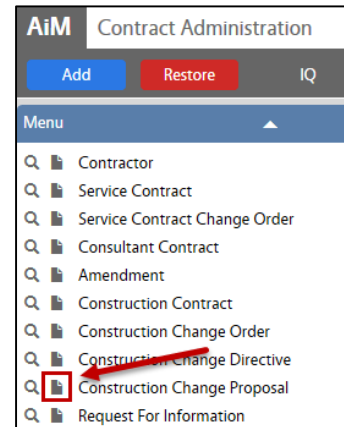 AiM Contract Administration
Add Restore IQ
Menu
Contractor
Service Contract
Service Contract Change Order
Consultant Contract
Amendment
Construction Contract
Construction Change Order
Construction Change Directive
Construction Change Proposal
Request For Information